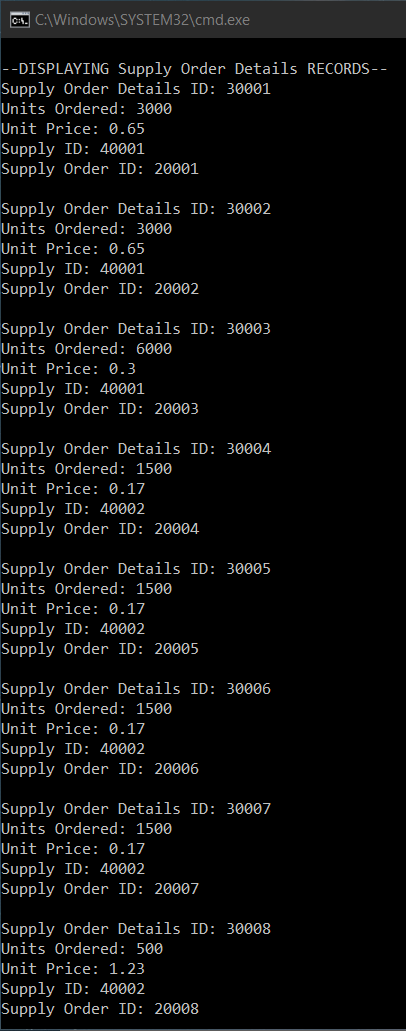 C:\Windows\SYSTEM32\cmd.exe
--DISPLAYING Supply Order Details RECORDS--
Supply Order Details ID: 30001
Units Ordered: 3000
Unit Price: 0.65
Supply ID: 40001
Supply Order ID: 20001
Supply Order Details ID: 30002
Units Ordered: 3000
Unit Price: 0.65
Supply ID: 40001
Supply Order ID: 20002
Supply Order Details ID: 30003
Units Ordered: 6000
Unit Price: 0.3
Supply ID: 40001
Supply Order ID: 20003
Supply Order Details ID: 30004
Units Ordered: 1500
Unit Price: 0.17
Supply ID: 40002
Supply Order ID: 20004
Supply Order Details ID: 30005
Units Ordered: 1500
Unit Price: 0.17
Supply ID: 40002
Supply Order ID: 20005
Supply Order Details ID: 30006
Units Ordered: 1500
Unit Price: 0.17
Supply ID: 40002
Supply Order ID: 20006
Supply Order Details ID: 30007
Units Ordered: 1500
Unit Price: 0.17
Supply ID: 40002
Supply Order ID: 20007
Supply Order Details ID: 30008
Units Ordered: 500
Unit Price: 1.23
Supply ID: 40002
Supply Order ID: 20008